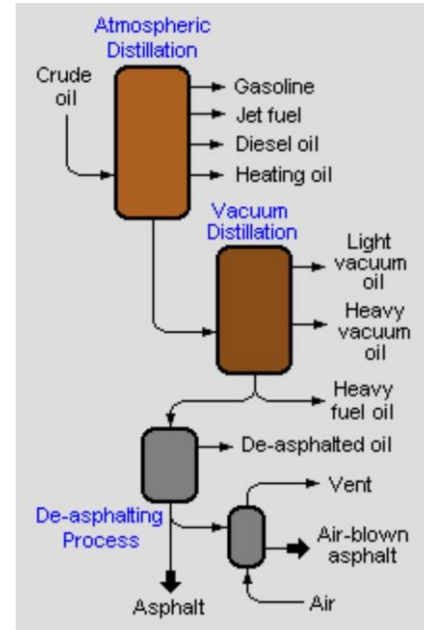 Atmospheric
Distillation
Crude
oil
Gasoline
Jet fuel
Diesel oil
Heating oil
Vacuum
Distillation
Light
vacuum
oil
Heavy
vacuum
oil
Heavy
fuel oil
De-asphalted oil
Vent
De-asphalting
Process
Air-blown
asphalt
Asphalt
Air